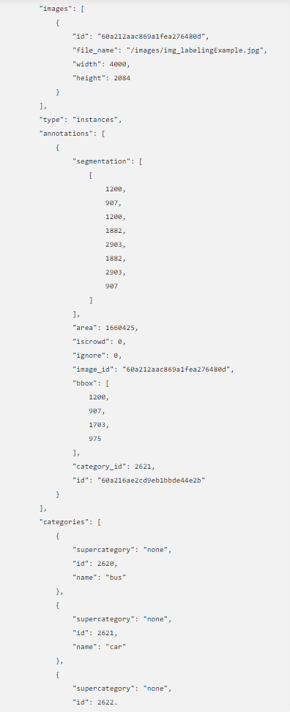 "images": [
{
"id": "60a212aac869a1fea276480d",
"file_name": "/images/img_labelingExample.jpg",
"width": 4000,
"height": 2084
}
],
"type": "instances",
"annotations": [
{
"segmentation": [
[
1200,
907,
1200,
1882,
2903,
1882,
2903,
907
]
],
"area": 1660425,
"iscrowd": 0,
"ignore": 0,
"image_id": "60a212aac869a1fea276480d",
"bbox": [
1200,
907,
1703,
975
],
"category_id": 2621,
"id": "60a216ae2cd9eb1bbde44e2b"
}
],
"categories": [
{
"supercategory": "none",
"id": 2620,
"name": "bus"
},
{
"supercategory": "none",
"id": 2621,
"name": "car"
},
{
"supercategory": "none",
"id": 2622.